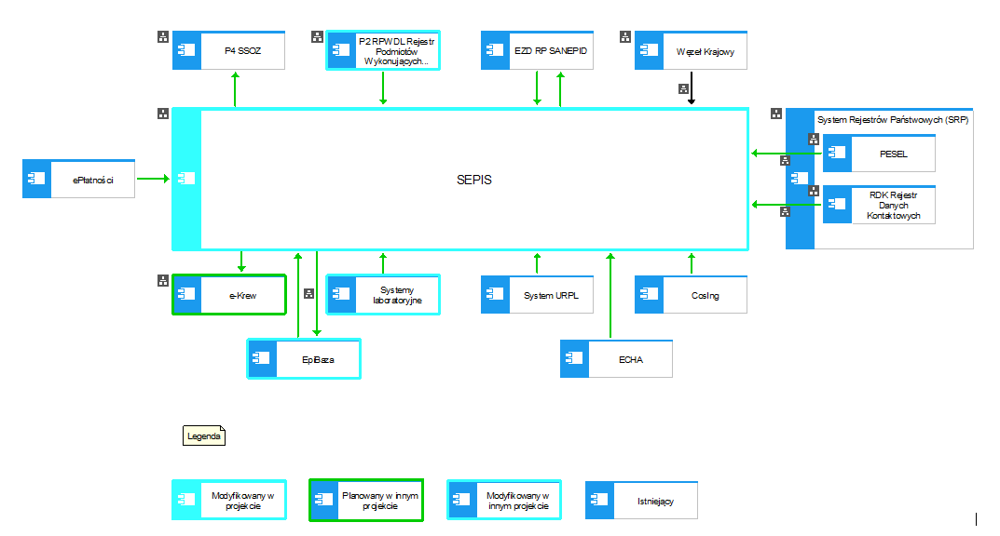 P4 SSOZ
P2 RPWDL Rejestr
Podmiotów
Wykonujących...
EZD RP SANEPID
Węzeł Krajowy
System Rejestrów Państwowych (SRP)
PESEL
ePłatności
SEPIS
RDK Rejestr
Danych
Kontaktowych
e-Krew
Systemy
laboratoryjne
System URPL
CosIng
EpiBaza
ECHA
Legenda
Modyfikowany w
projekcie
Planowany w innym
projekcie
Modyfikowany w
innym projekcie
Istniejący